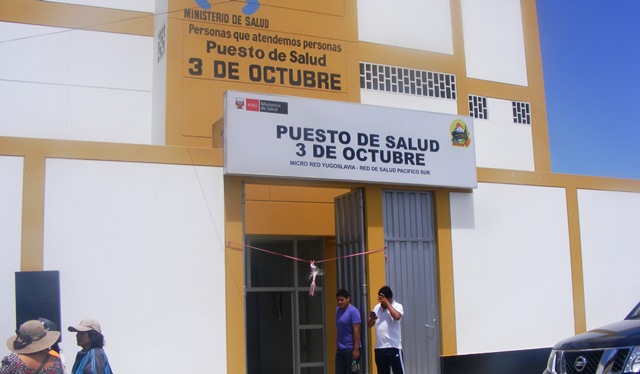 MINISTERIO DE SALUD
Personas que atendemos personas
Puesto de Salud
3 DE OCTUBRE
PERÚ Ministerio de Salud
PUESTO DE SALUD
3 DE OCTUBRE
MICRO RED YUGOSLAVIA - RED DE SALUD PACIFICO SUR